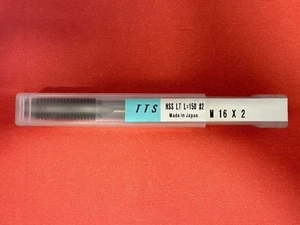 TTS
HSS LT L=150 #2
Made in Japan
M 16 X 2